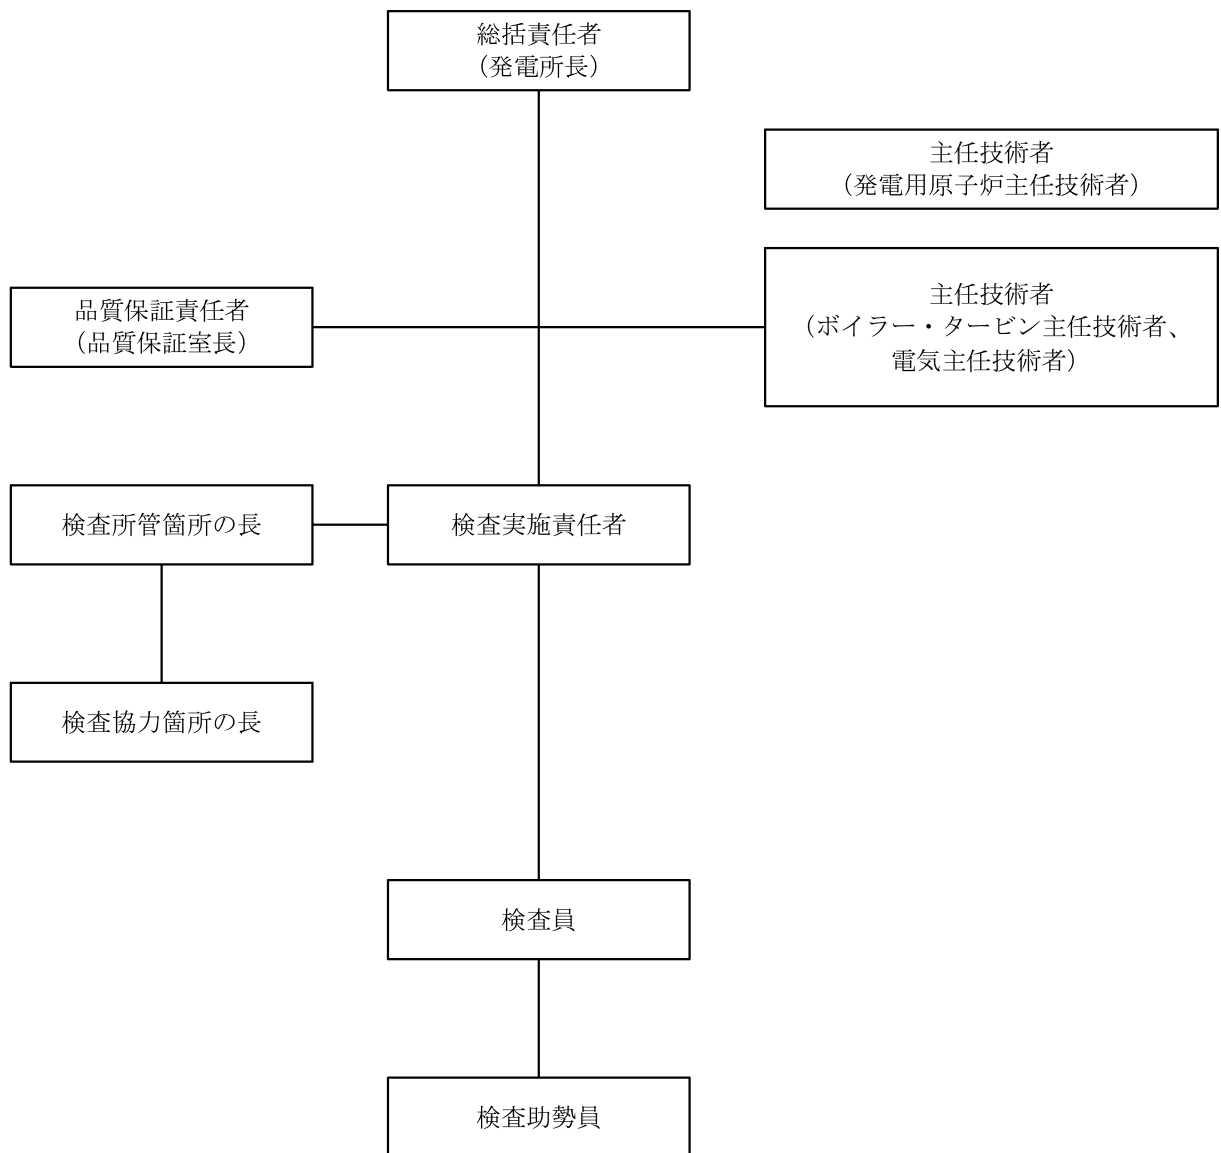 総括責任者
（発電所長）
主任技術者
（発電用原子炉主任技術者）
品質保証責任者
（品質保証室長）
主任技術者
（ボイラー・タービン主任技術者、
電気主任技術者）
検査所管箇所の長
検査実施責任者
検査協力箇所の長
検査員
検査助勢員